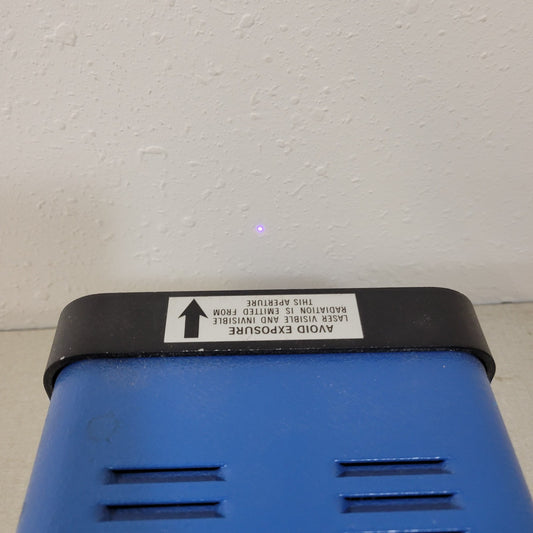 AVOID EXPOSURE
LASER VISIBLE AND INVISIBLE
RADIATION IS EMITTED FROM
THIS APERTURE